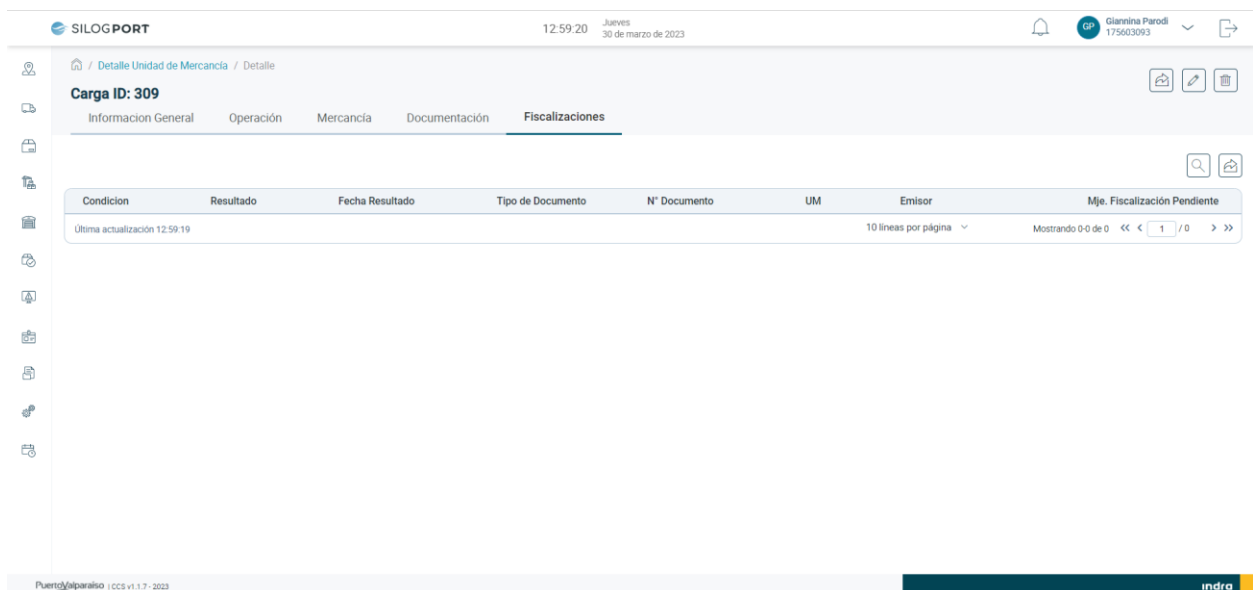 SILOGPORT
12:59:20
Jueves
30 de marzo de 2023
GP
Giannina Parodi
175603093
/ Detalle Unidad de Mercancía / Detalle
Carga ID: 309
Informacion General Operación Mercancía Documentación Fiscalizaciones
Condicion Resultado Fecha Resultado Tipo de Documento N° Documento UM Emisor Mje. Fiscalización Pendiente
Última actualización 12:59:19 10 líneas por página Mostrando 0-0 de 0 << < 1 / 0 > >>
PuertoValparaíso | CCS v1.1.7 - 2023
indra